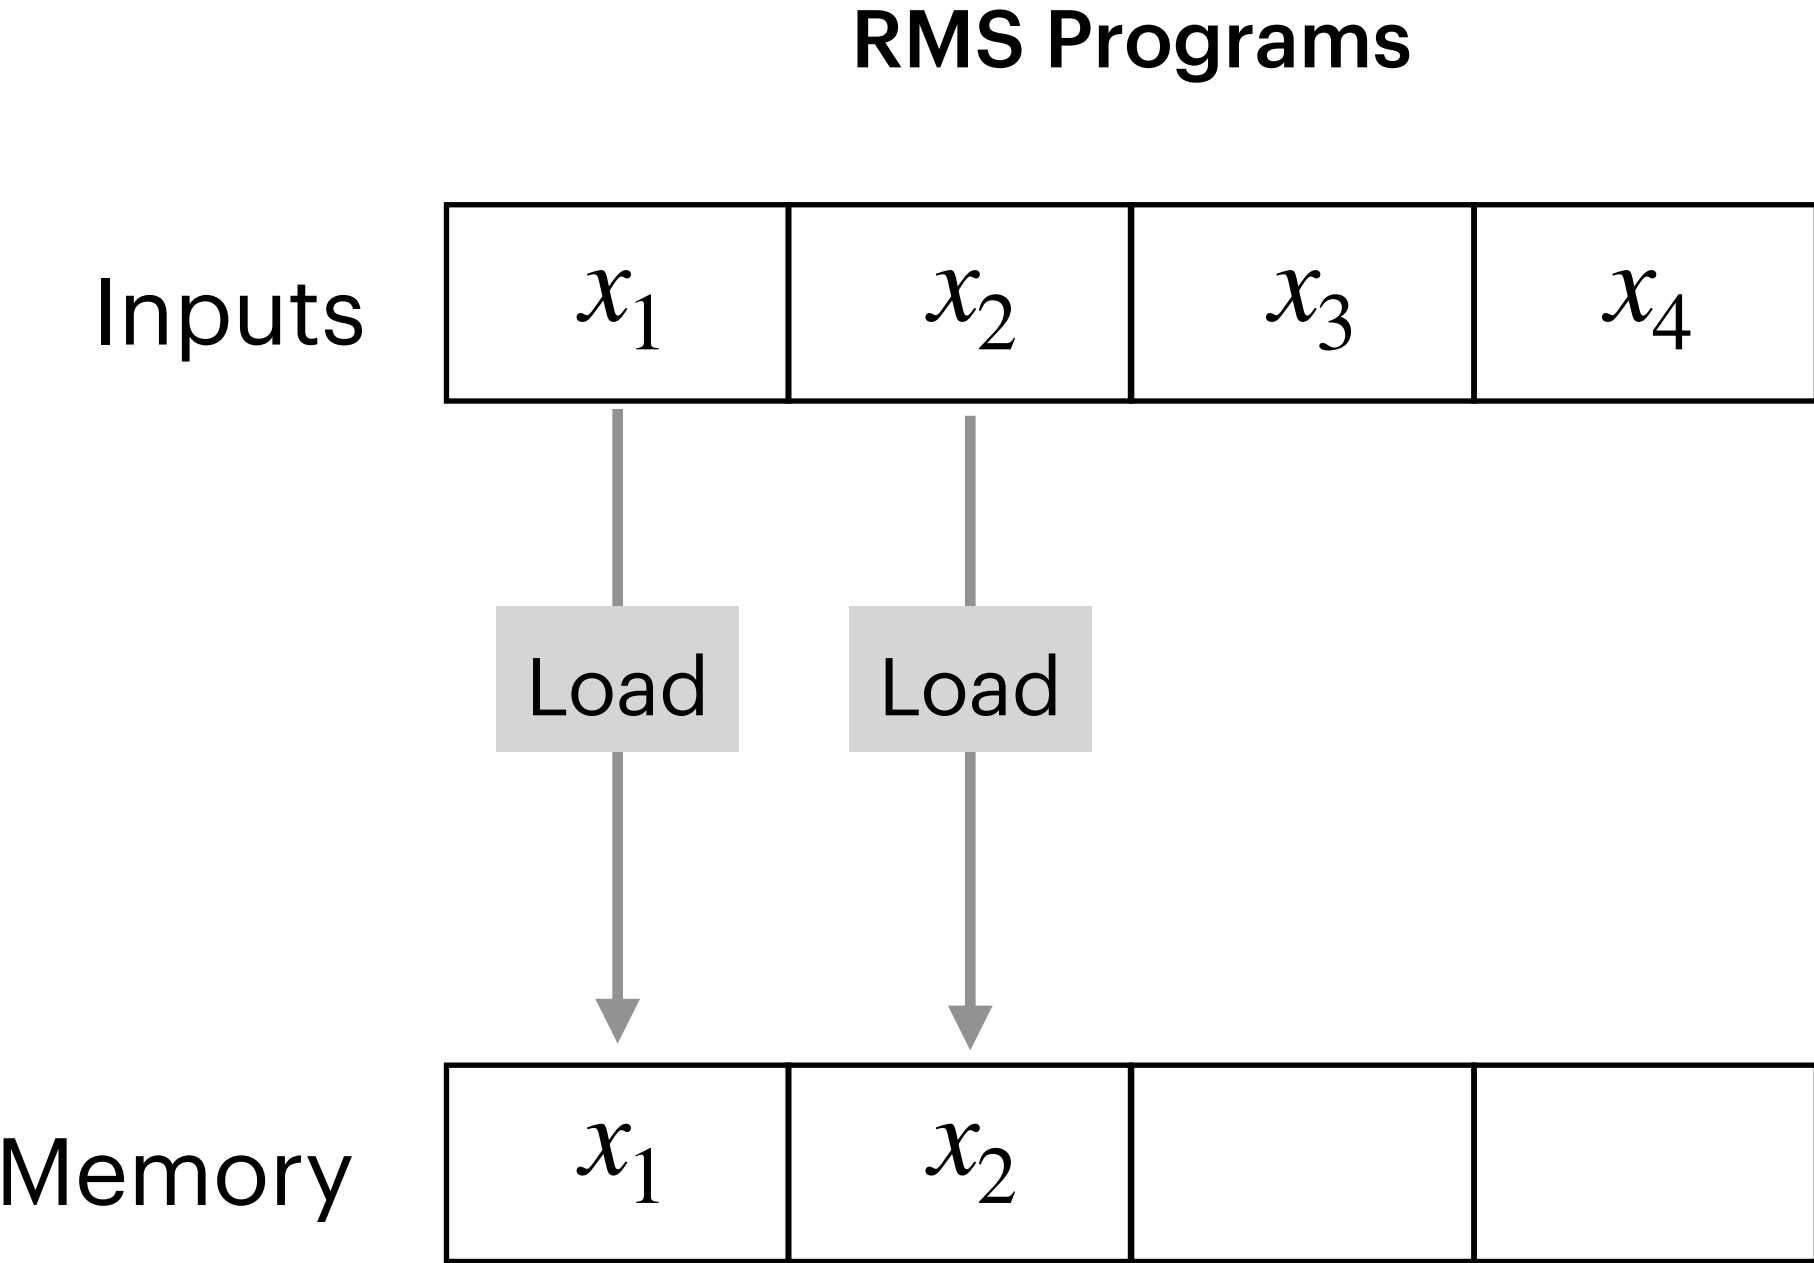 RMS Programs
Inputs x₁ x₂ x₃ x₄
Load Load
Memory x₁ x₂